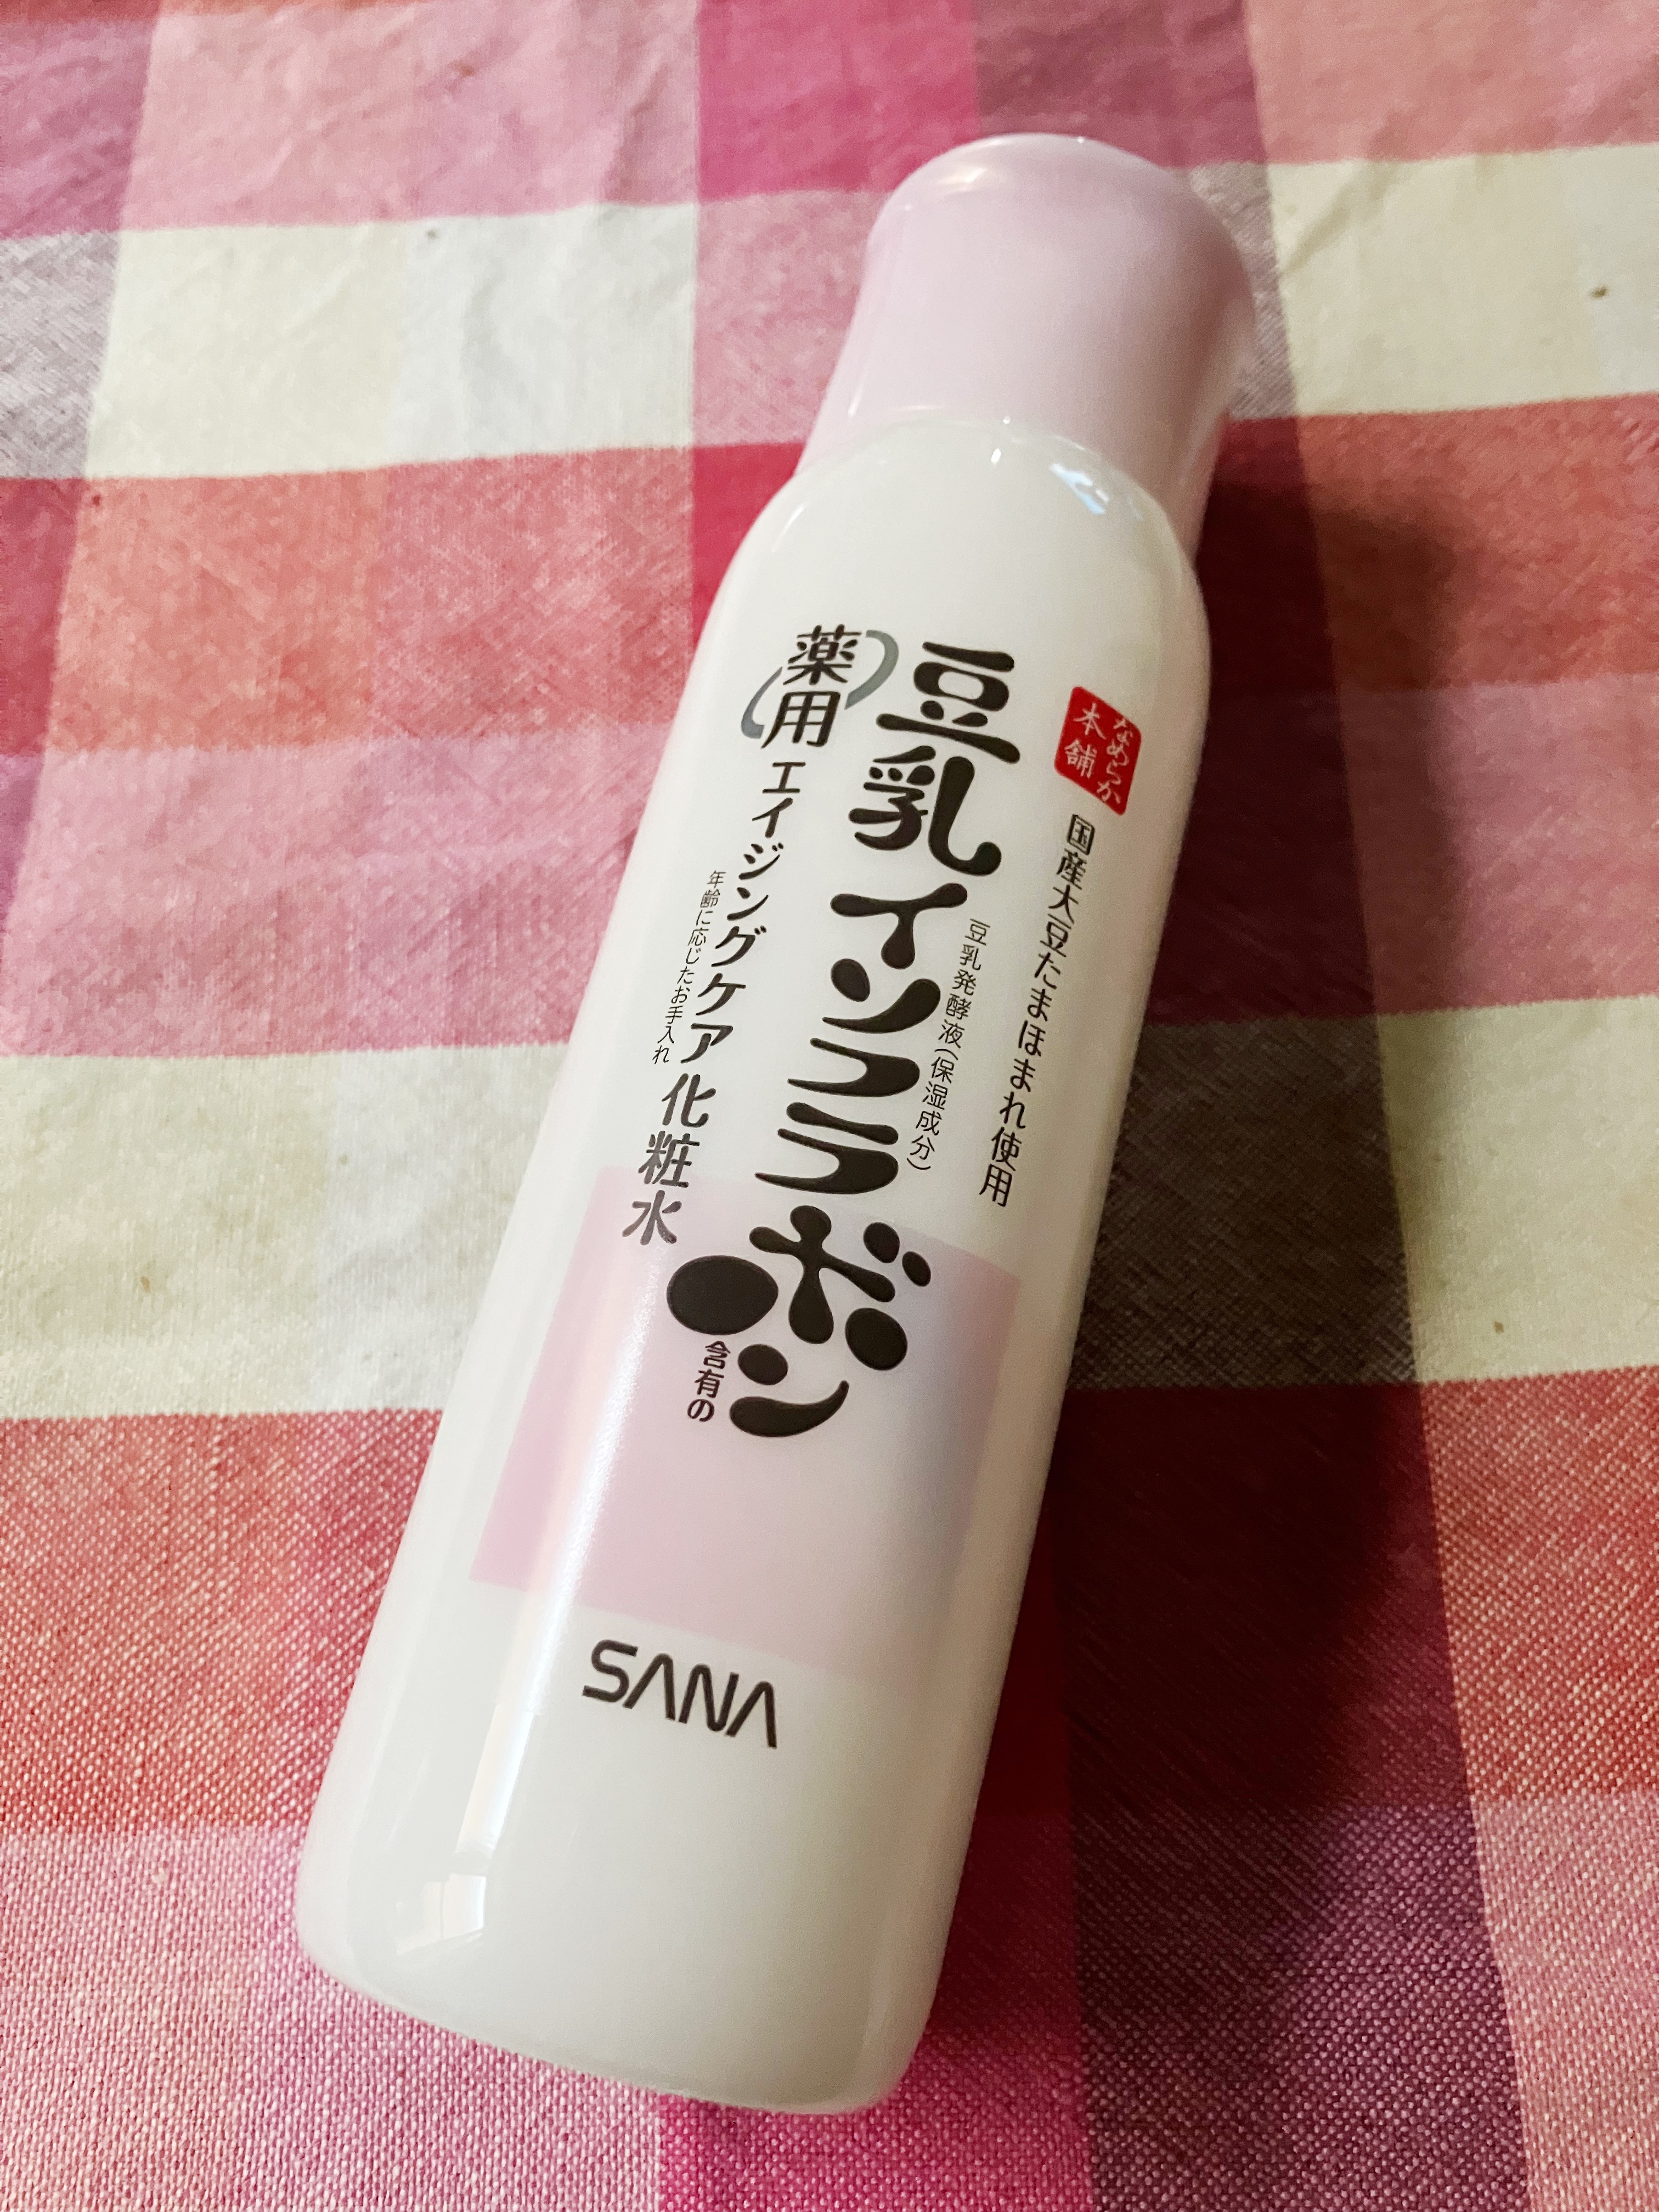 なめらか
本舗
国産大豆たまほまれ使用
豆乳発酵液(保湿成分)
豆乳イソフラボン
含有の
薬用エイジングケア化粧水
年齢に応じたお手入れ
SANA